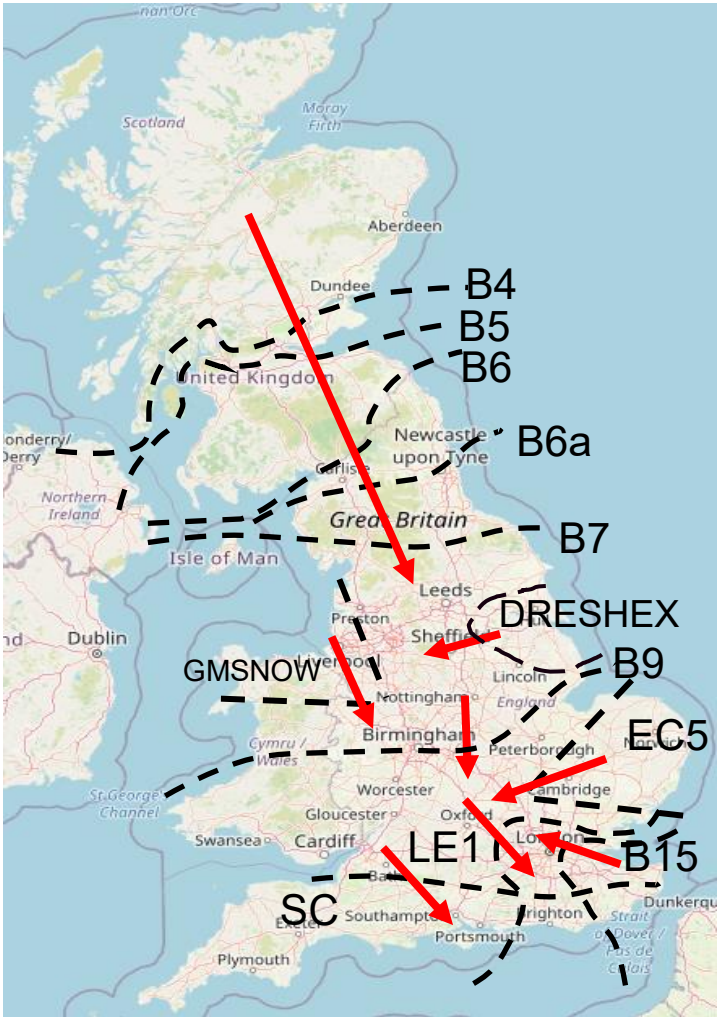 nan Orc
Moray
Firth
Scotland
Aberdeen
Dundee
B4
B5
United Kingdom
B6
onderry/
Derry
Newcastle
upon Tyne
B6a
Carlisle
Northern
Ireland
Great Britain
B7
Isle of Man
Leeds
Preston
DRESHEX
Dublin
Sheffield
Liverpool
GMSNOW
Lincoln
B9
Nottingham
England
Birmingham
EC5
Cymru /
Wales
Peterborough
Norwich
St George's
Channel
Worcester
Cambridge
Gloucester
Oxford
Swansea
Cardiff
LE1
London
B15
Bath
SC
Dunkerqu
Exeter
Southampton
Brighton
Strait
of Dover /
Pas de
Calais
Portsmouth
Plymouth